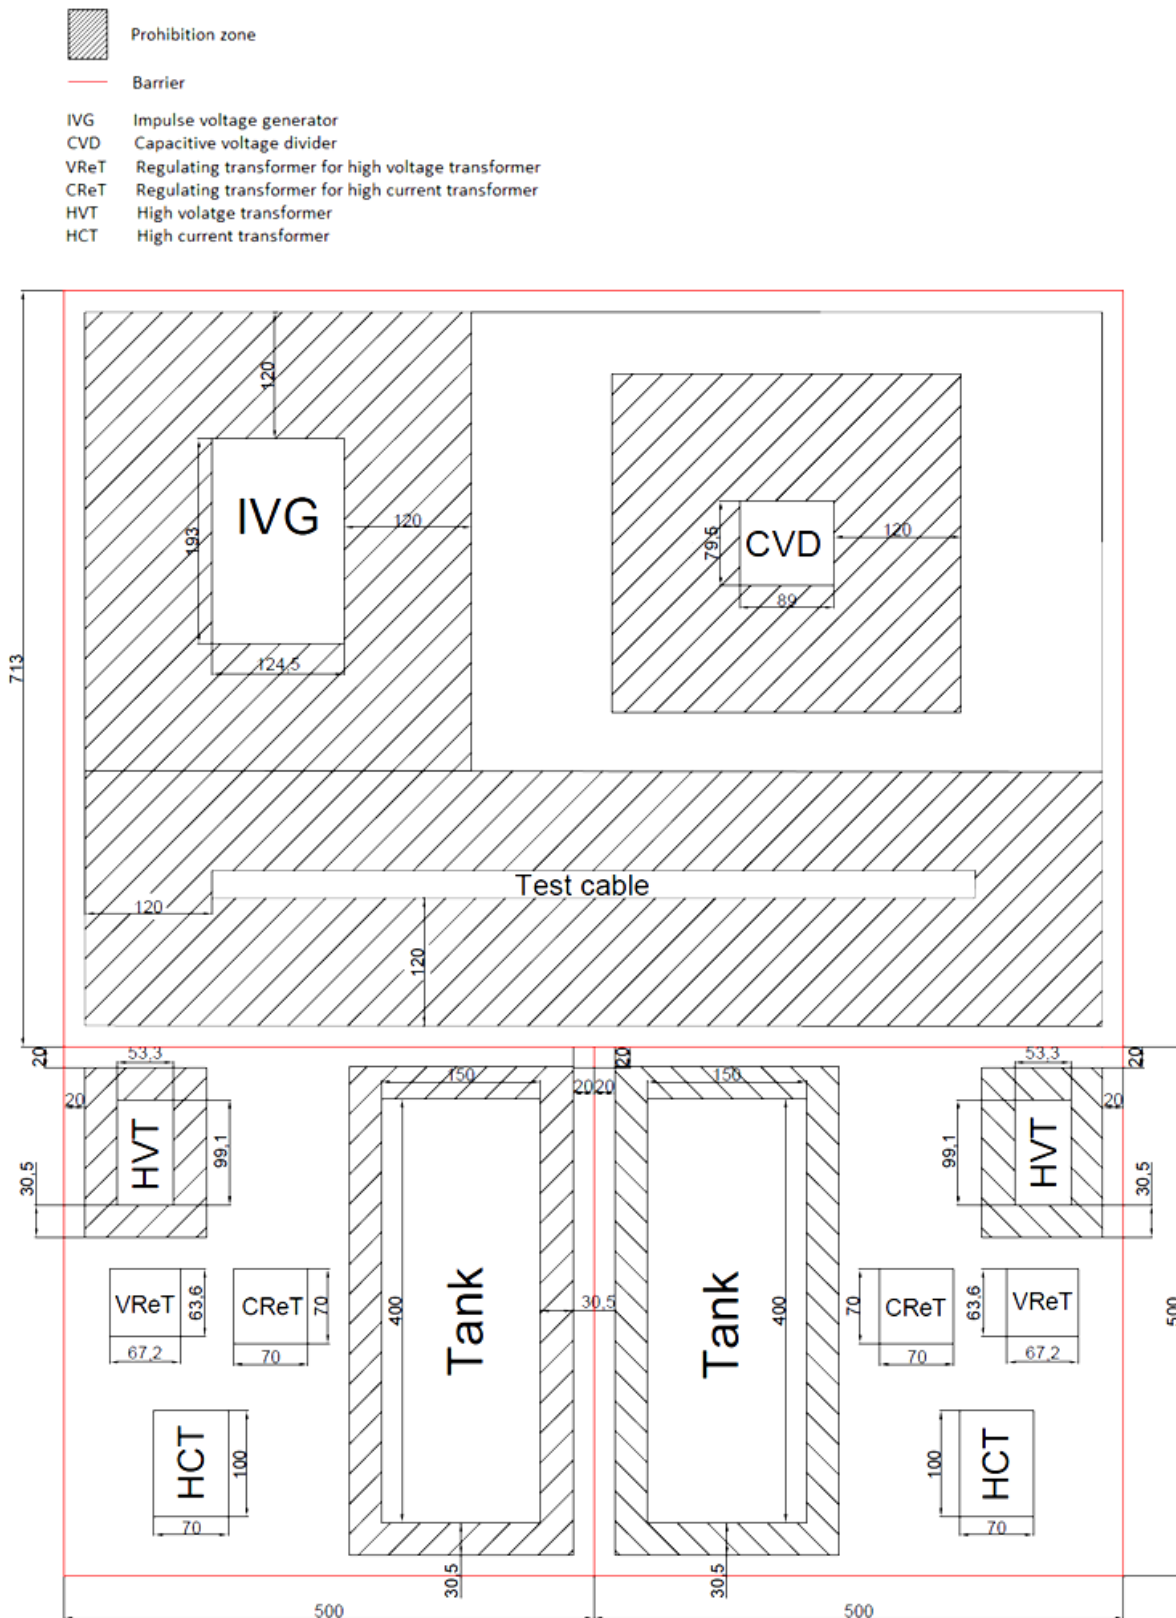 Prohibition zone
Barrier
IVG Impulse voltage generator
CVD Capacitive voltage divider
VReT Regulating transformer for high voltage transformer
CReT Regulating transformer for high current transformer
HVT High volatge transformer
HCT High current transformer
120
IVG
193
120
124,5
CVD
79,5
120
89
713
Test cable
120
120
20
53,3
20
HVT
99,1
30,5
150
20
20
20
150
53,3
20
20
HVT
99,1
30,5
VReT
63,6
67,2
CReT
70
70
Tank
400
30,5
Tank
400
CReT
70
70
VReT
63,6
67,2
500
HCT
100
70
HCT
100
70
30,5
30,5
500
500